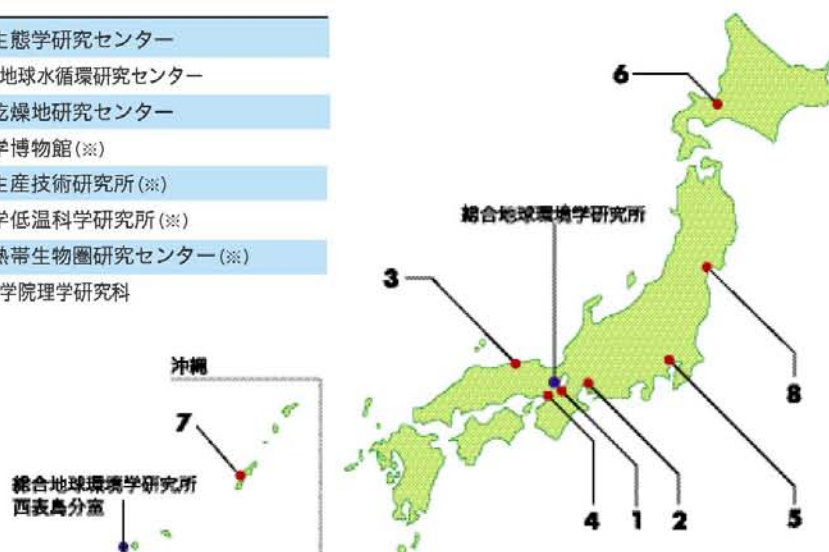 生態学研究センター
地球水循環研究センター
乾燥地研究センター
学博物館(※)
生産技術研究所(※)
学低温科学研究所(※)
熱帯生物圏研究センター(※)
学院理学研究科
6
総合地球環境学研究所
3
8
沖縄
7
総合地球環境学研究所
西表島分室
4
1
2
5